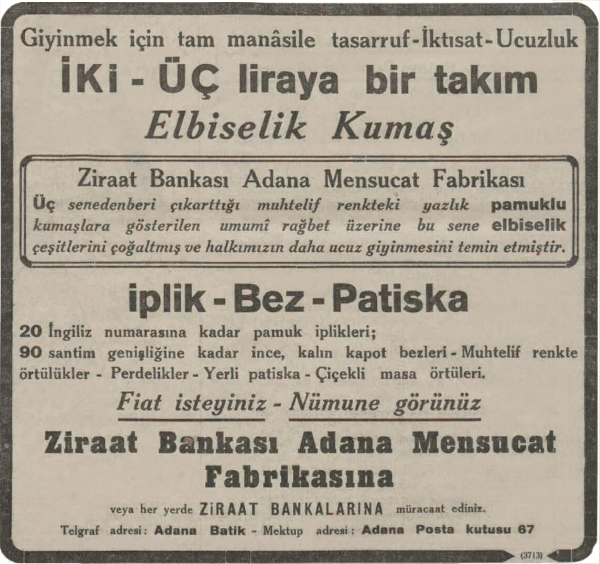 Giyinmek için tam manâsile tasarruf-İktısat-Ucuzluk
İKi - ÜÇ liraya bir takım
Elbiselik Kumaş
Ziraat Bankası Adana Mensucat Fabrikası
Üç senedenberi çıkarttığı muhtelif renkteki yazlık pamuklu
kumaşlara gösterilen umumî rağbet üzerine bu sene elbiselik
çeşitlerini çoğaltmış ve halkımızın daha ucuz giyinmesini temin etmiştir.
iplik - Bez - Patiska
20 İngiliz numarasına kadar pamuk iplikleri;
90 santim genişliğine kadar ince, kalın kapot bezleri - Muhtelif renkte
örtülükler - Perdelikler - Yerli patiska - Çiçekli masa örtüleri.
Fiat isteyiniz - Nümune görünüz
Ziraat Bankası Adana Mensucat
Fabrikasına
veya her yerde ZiRAAT BANKALARINA müracaat ediniz.
Telgraf adresi: Adana Batik - Mektup adresi: Adana Posta kutusu 67
(3713)